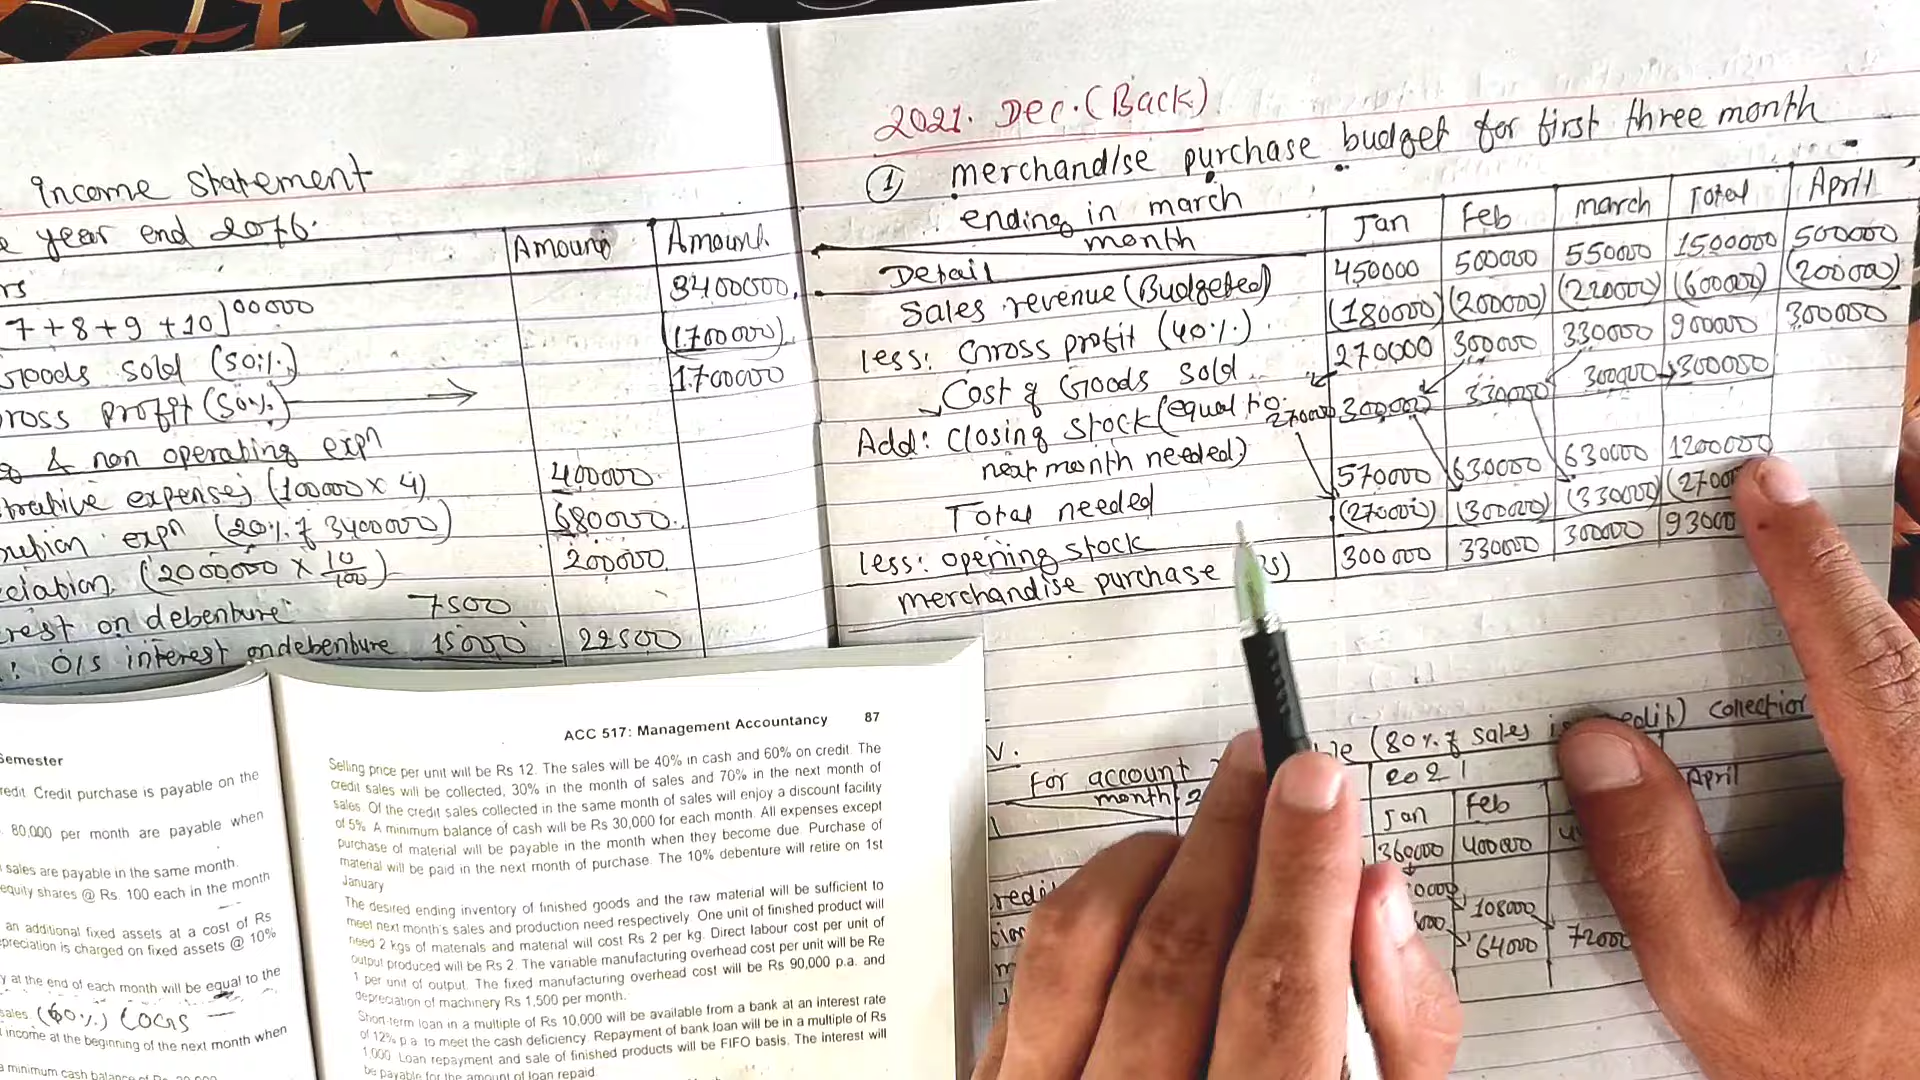 income statement
year end 2076.
Amount Amount.
3400000.
7+8+9+10]00000
(1700000).
Goods sold (50%.)
1700000
Gross profit (50%)
& non operating expn
400000
expenses (100000 x 4)
expn (20% of 3400000)
680000.
(2000000 x 10/100)
200000
on debenture 7500
O/S interest on debenture 15000 22500
2021. Dec. (Back)
① merchandise purchase budget for first three month
ending in march
month Jan Feb march Total April
Detail
Sales revenue (Budgeted) 450000 500000 550000 1500000 500000
less: Gross profit (40%.) (180000) (200000) (220000) (600000) (200000)
Cost of Goods sold 270000 300000 330000 900000 300000
Add: Closing stock (equal to 270000 300000 330000 300000 300000
next month needed)
Total needed 570000 630000 630000 1200000
less: opening stock (270000) (300000) (330000)
merchandise purchase 300000 330000 300000
V.
(80% of sales is collection
For account
2021
month Jan Feb April
360000 400000
108000
64000
Semester
Credit purchase is payable on the
80,000 per month are payable when
sales are payable in the same month.
equity shares @ Rs. 100 each in the month
an additional fixed assets at a cost of Rs
is charged on fixed assets @ 10%
at the end of each month will be equal to the
sales. (60%) COGS
income at the beginning of the next month when
minimum cash balance
ACC 517: Management Accountancy 87
Selling price per unit will be Rs 12. The sales will be 40% in cash and 60% on credit. The
credit sales will be collected, 30% in the month of sales and 70% in the next month of
sales. Of the credit sales collected in the same month of sales will enjoy a discount facility
of 5%. A minimum balance of cash will be Rs 30,000 for each month. All expenses except
purchase of material will be payable in the month when they become due. Purchase of
material will be paid in the next month of purchase. The 10% debenture will retire on 1st
January
The desired ending inventory of finished goods and the raw material will be sufficient to
meet next month's sales and production need respectively. One unit of finished product will
need 2 kgs of materials and material will cost Rs 2 per kg. Direct labour cost per unit of
output produced will be Rs 2. The variable manufacturing overhead cost per unit will be Re
1 per unit of output. The fixed manufacturing overhead cost will be Rs 90,000 p.a. and
depreciation of machinery Rs 1,500 per month.
Short-term loan in a multiple of Rs 10,000 will be available from a bank at an interest rate
of 12% p.a. to meet the cash deficiency. Repayment of bank loan will be in a multiple of Rs
1,000. Loan repayment and sale of finished products will be FIFO basis. The interest will
be payable for the amount of loan repaid.